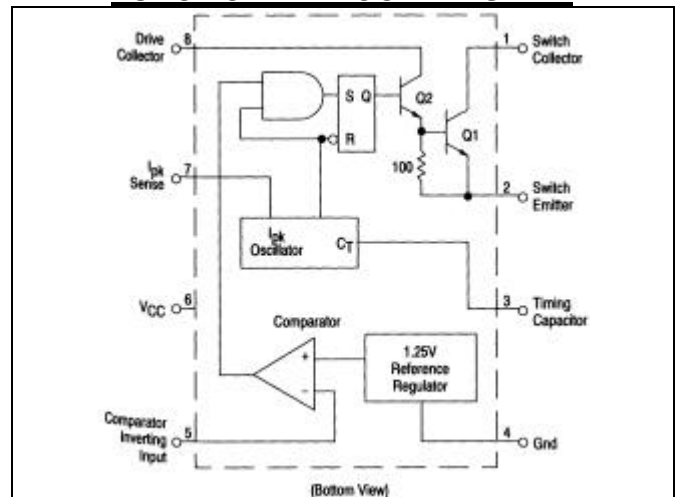 Drive
Collector
8
1
Switch
Collector
S Q
Q2
R
Q1
100
Ipk
Sense
7
2
Switch
Emitter
Ipk
Oscillator
CT
VCC
6
3
Timing
Capacitor
Comparator
+
-
1.25V
Reference
Regulator
Comparator
Inverting
Input
5
4
Gnd
(Bottom View)